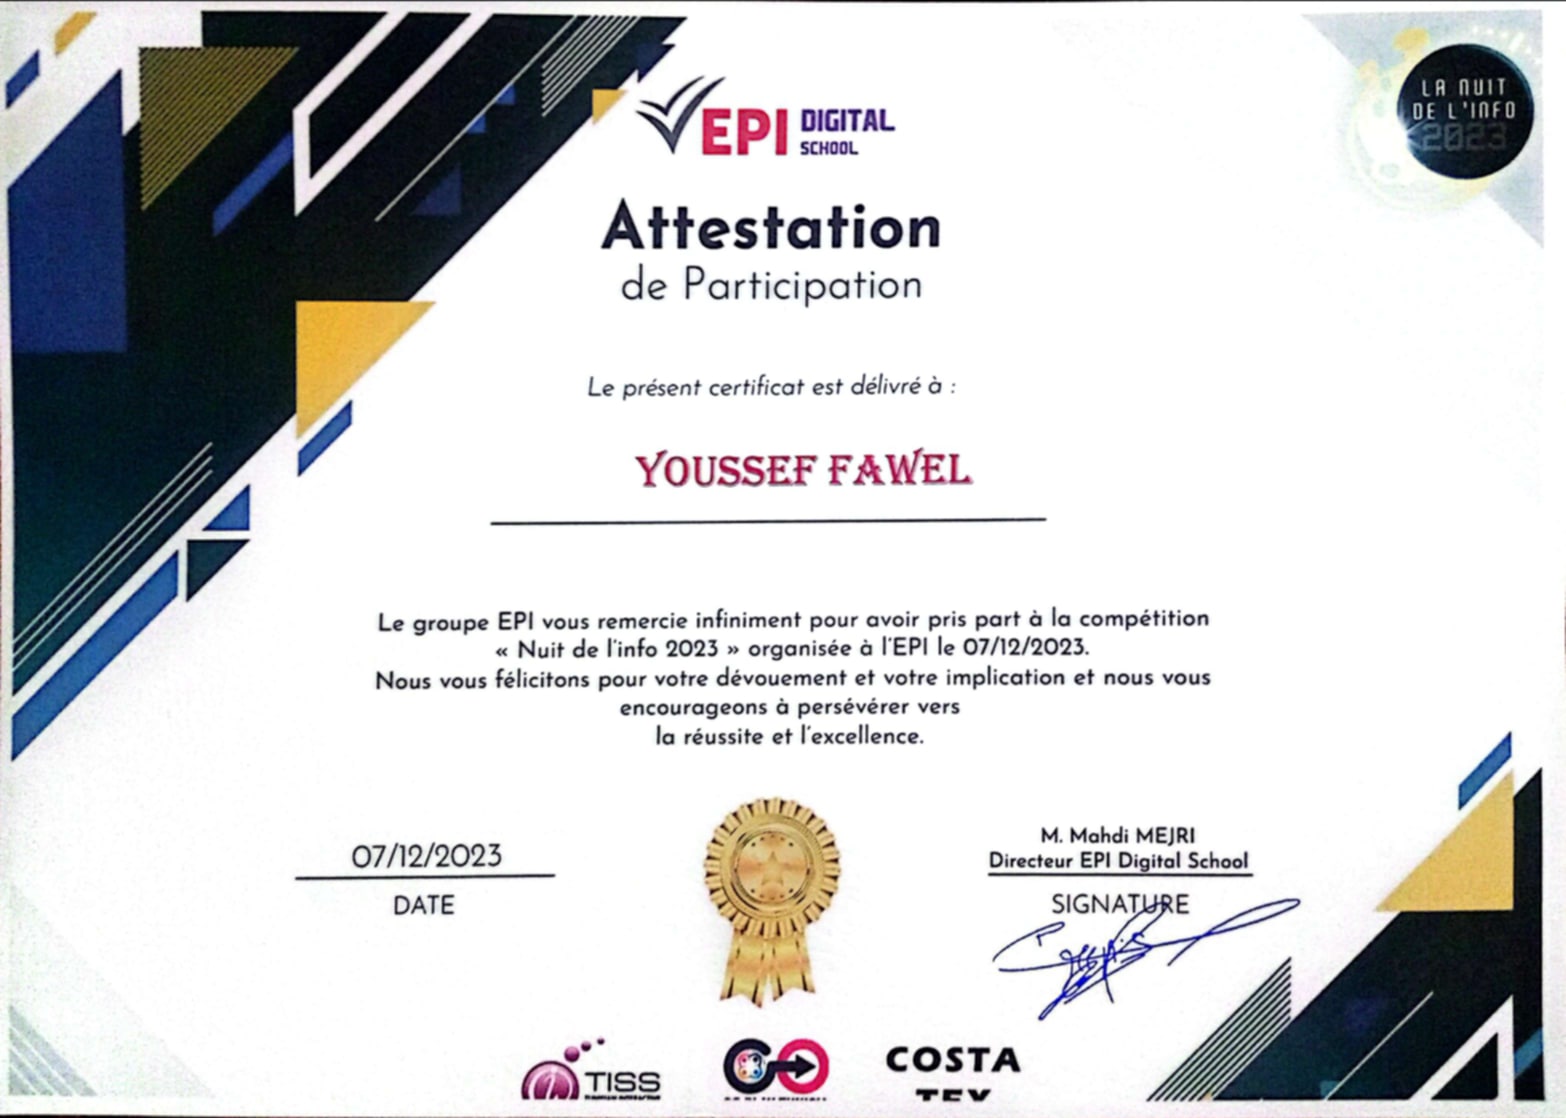 EPI DIGITAL SCHOOL
LA NUIT
DE L'INFO
2023
Attestation
de Participation
Le présent certificat est délivré à :
YOUSSEF FAWEL
Le groupe EPI vous remercie infiniment pour avoir pris part à la compétition
« Nuit de l'info 2023 » organisée à l'EPI le 07/12/2023.
Nous vous félicitons pour votre dévouement et votre implication et nous vous
encourageons à persévérer vers
la réussite et l'excellence.
07/12/2023
DATE
M. Mahdi MEJRI
Directeur EPI Digital School
SIGNATURE
TISS
COSTA
TEX